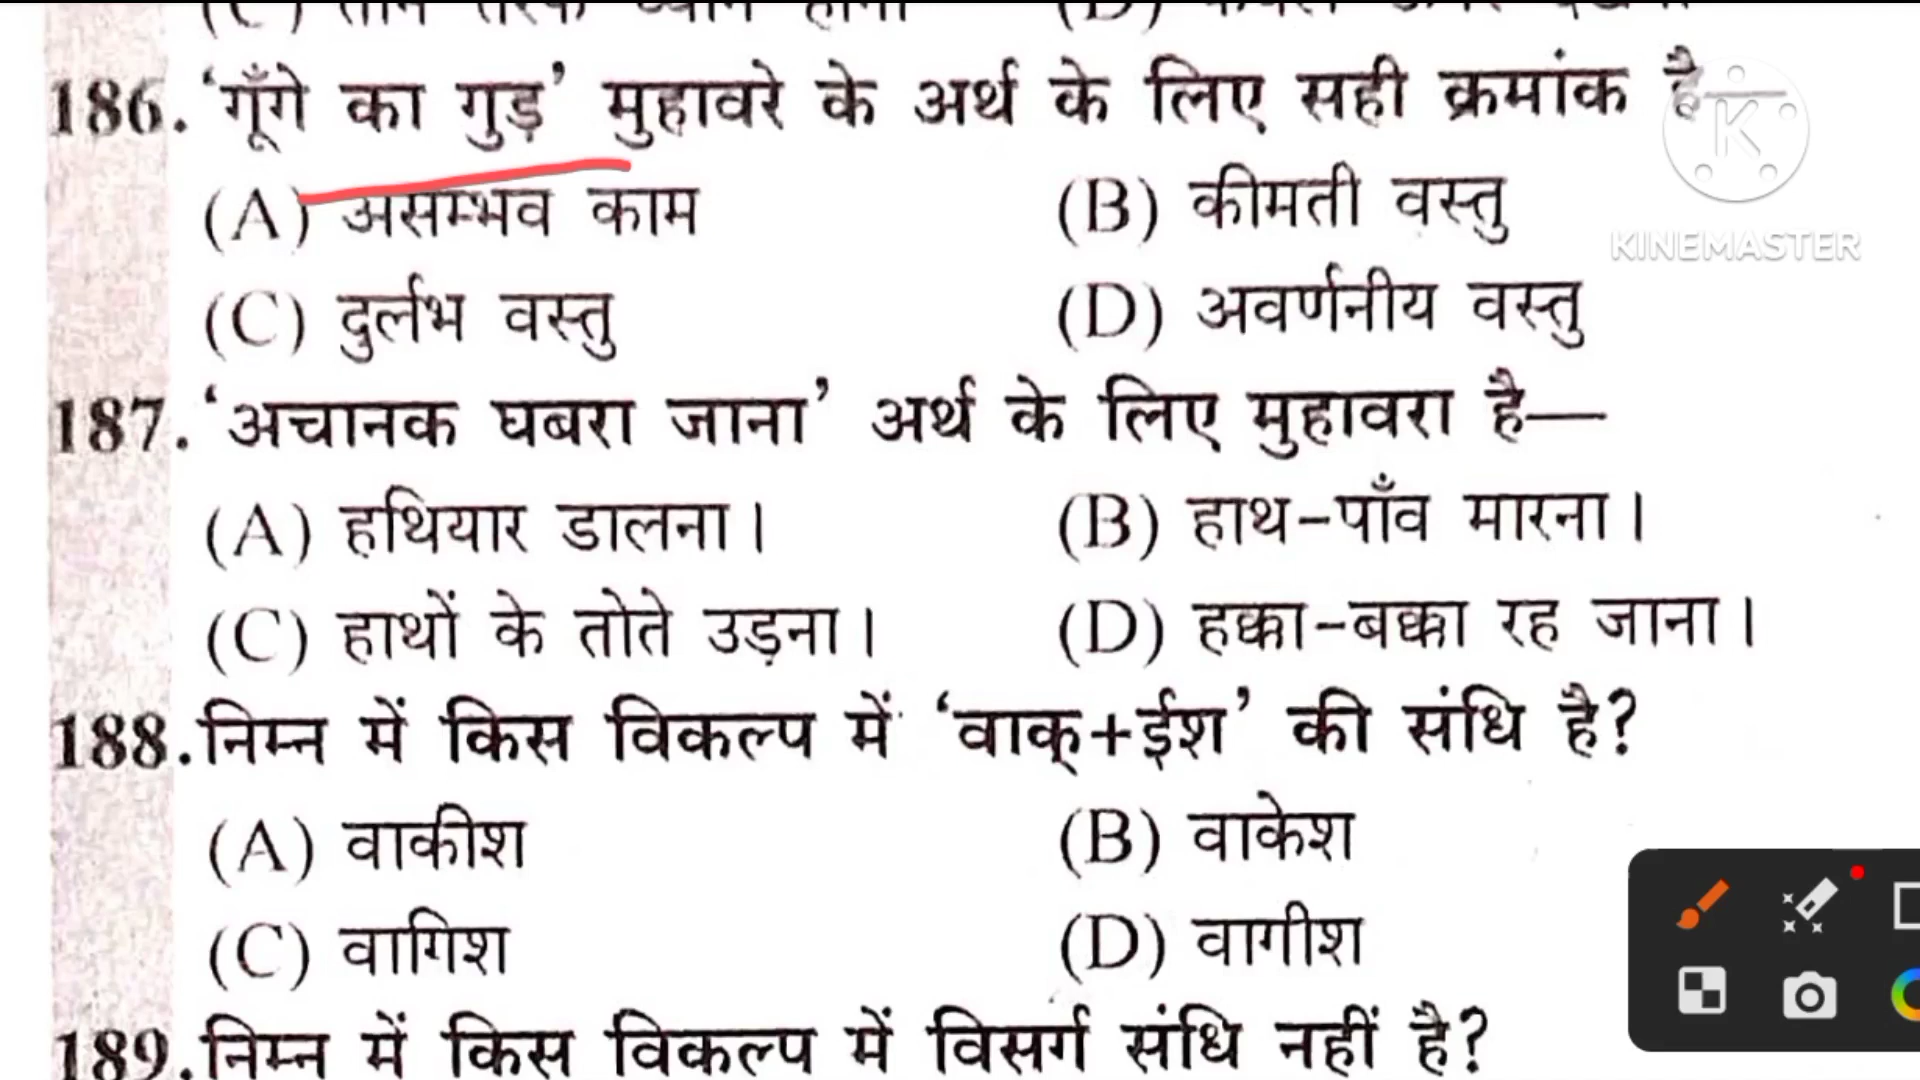 186. ‘गूँगे का गुड़’ मुहावरे के अर्थ के लिए सही क्रमांक है—
(A) असम्भव काम (B) कीमती वस्तु
KINEMASTER
(C) दुर्लभ वस्तु (D) अवर्णनीय वस्तु
187. ‘अचानक घबरा जाना’ अर्थ के लिए मुहावरा है—
(A) हथियार डालना। (B) हाथ-पाँव मारना।
(C) हाथों के तोते उड़ना। (D) हक्का-बक्का रह जाना।
188. निम्न में किस विकल्प में ‘वाक्+ईश’ की संधि है?
(A) वाकीश (B) वाकेश
(C) वागिश (D) वागीश
189. निम्न में किस विकल्प में विसर्ग संधि नहीं है?